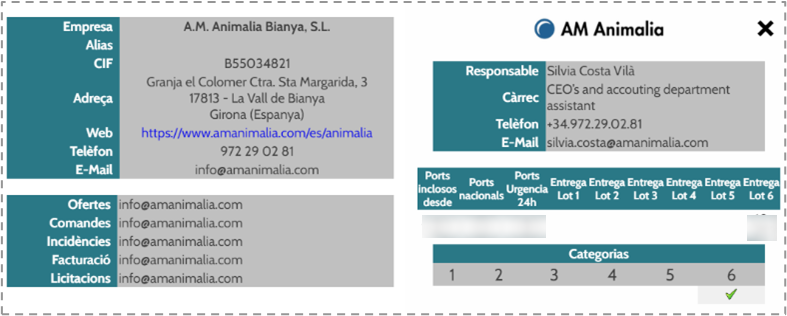 Empresa A.M. Animalia Bianya, S.L.
Alias
CIF B55034821
Adreça Granja el Colomer Ctra. Sta Margarida, 3
17813 - La Vall de Bianya
Girona (Espanya)
Web https://www.amanimalia.com/es/animalia
Telèfon 972 29 02 81
E-Mail info@amanimalia.com
Ofertes info@amanimalia.com
Comandes info@amanimalia.com
Incidències info@amanimalia.com
Facturació info@amanimalia.com
Licitacions info@amanimalia.com
AM Animalia
Responsable Silvia Costa Vilà
Càrrec CEO's and accouting department
assistant
Telèfon +34.972.29.02.81
E-Mail silvia.costa@amanimalia.com
Ports inclosos desde Ports nacionals Ports Urgencia 24h Entrega Lot 1 Entrega Lot 2 Entrega Lot 3 Entrega Lot 4 Entrega Lot 5 Entrega Lot 6
Categorias
1 2 3 4 5 6